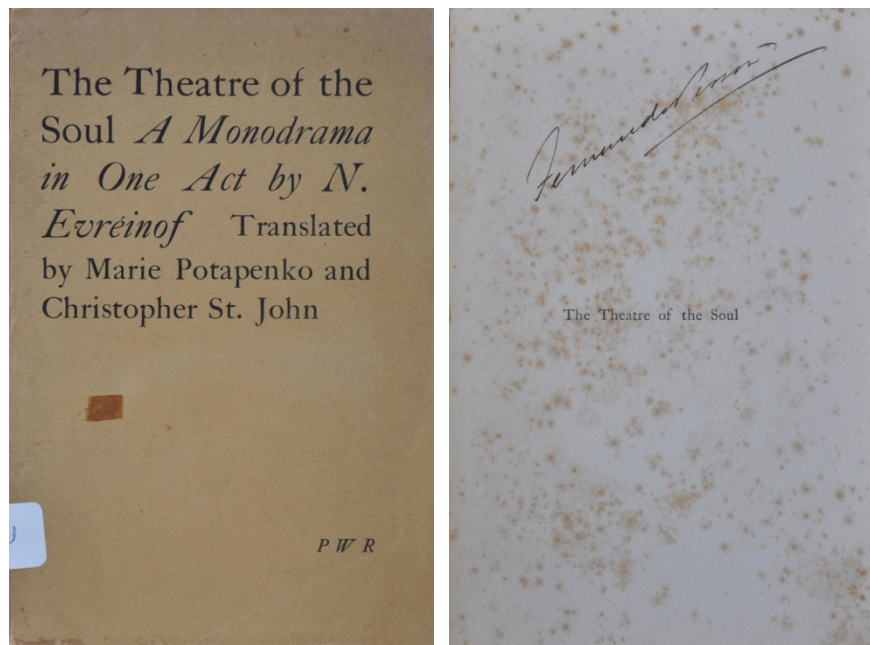 The Theatre of the
Soul A Monodrama
in One Act by N.
Evréinof Translated
by Marie Potapenko and
Christopher St. John
P W R
Fernando Pessoa
The Theatre of the Soul